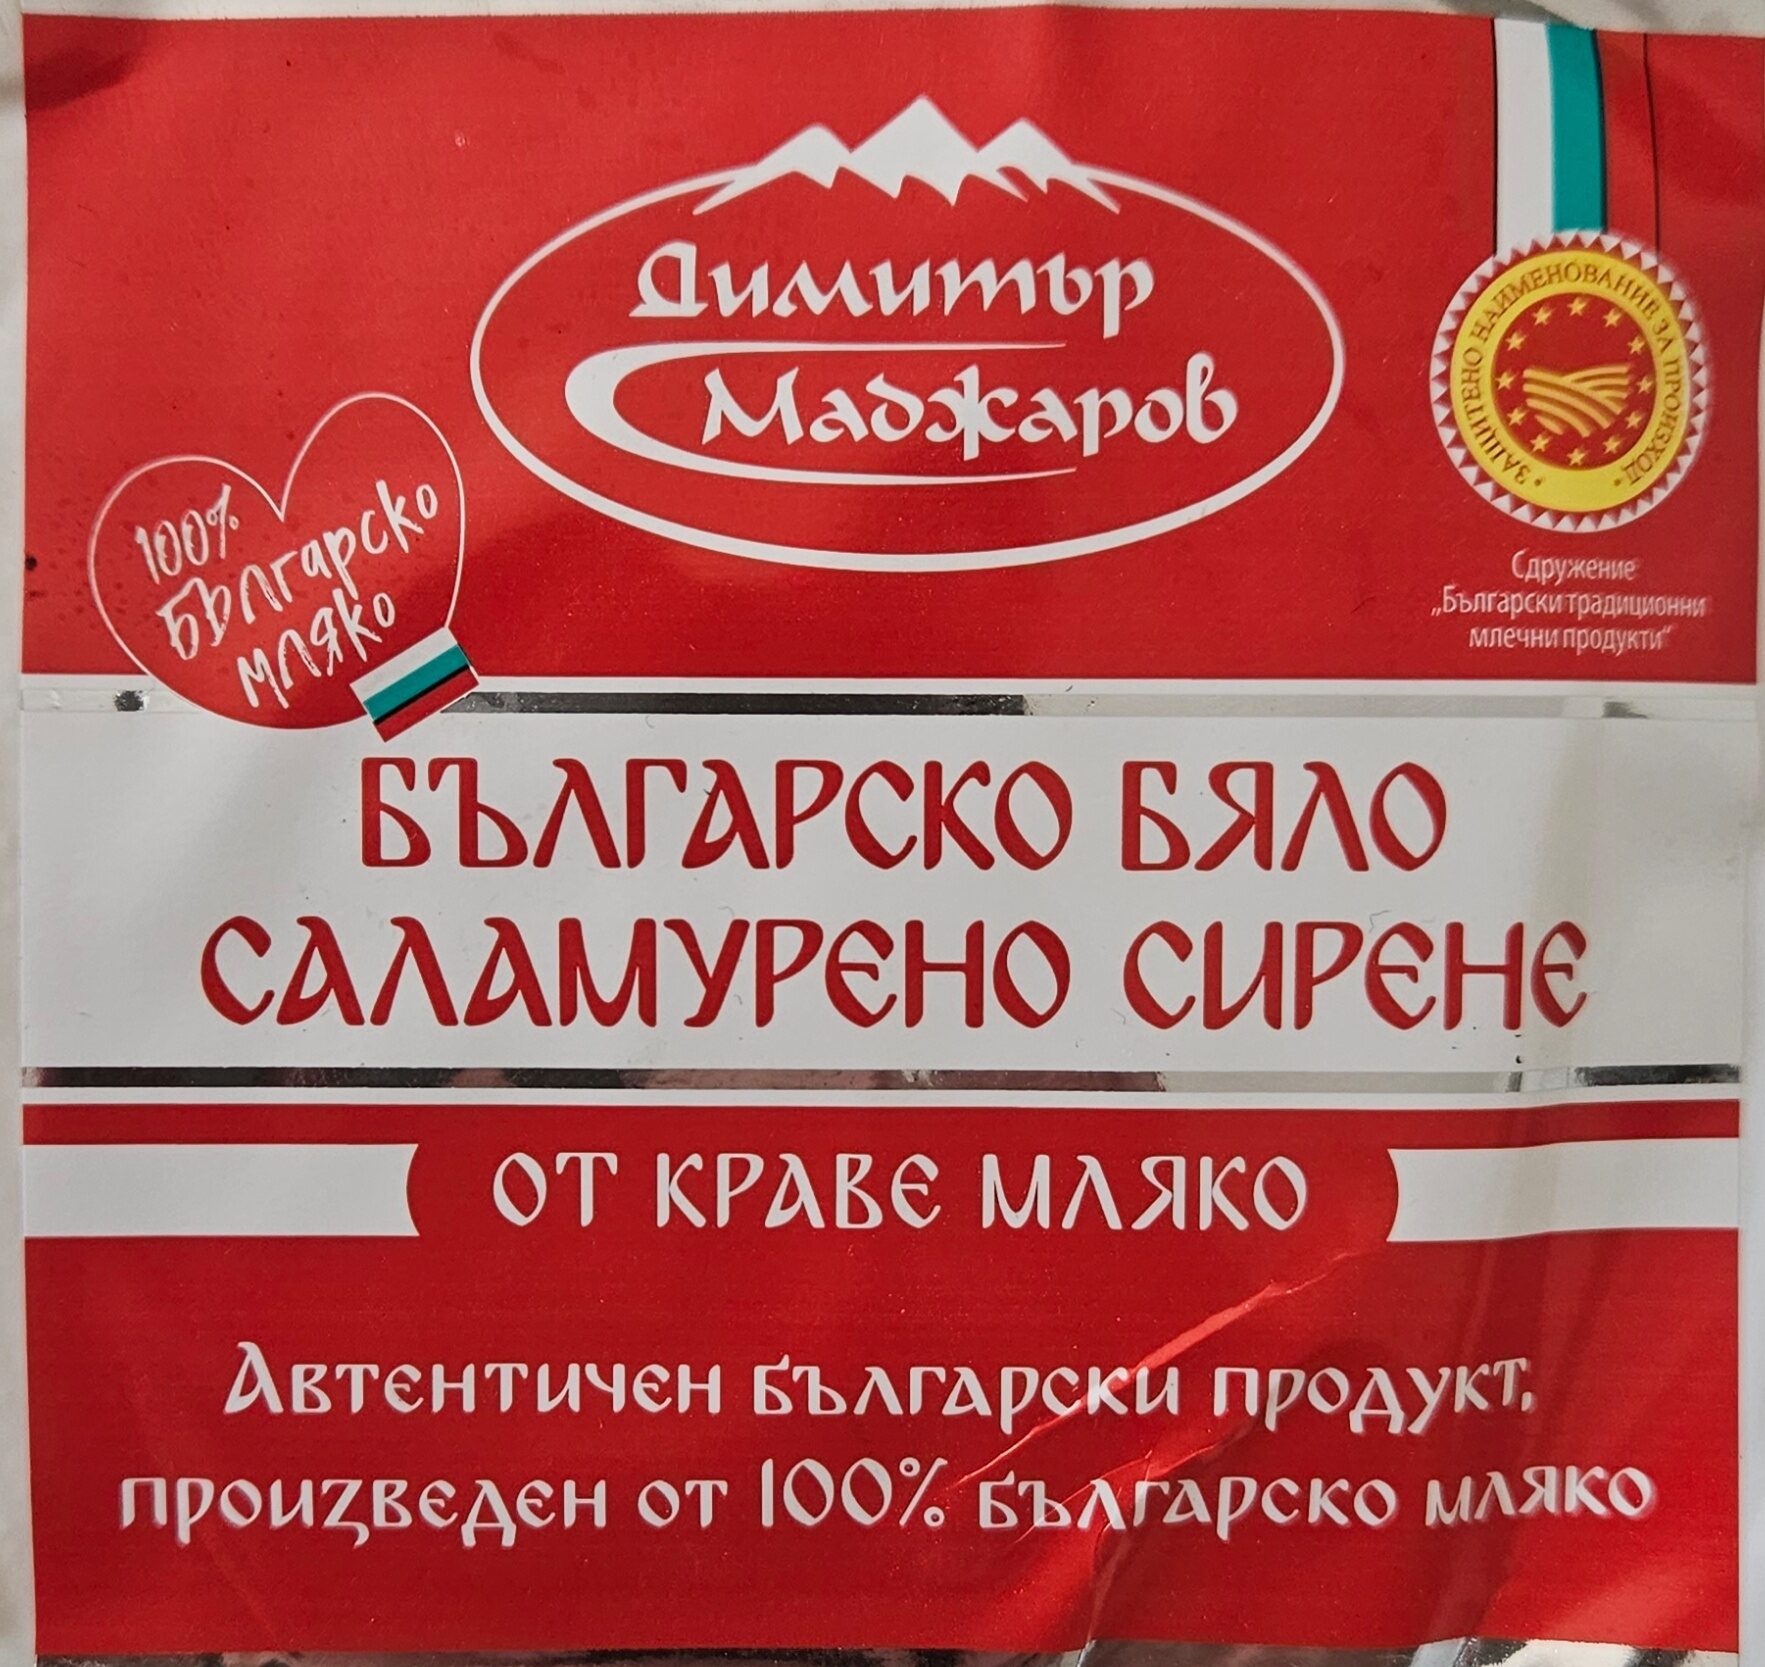 Димитър
Маджаров
ЗАЩИТЕНО НАИМЕНОВАНИЕ ЗА ПРОИЗХОД
100%
Българско
мляко
Сдружение
„Български традиционни
млечни продукти“
БЪЛГАРСКО БЯЛО
САЛАМУРЕНО СИРЕНЕ
ОТ КРАВЕ МЛЯКО
Автентичен български продукт,
произведен от 100% българско мляко